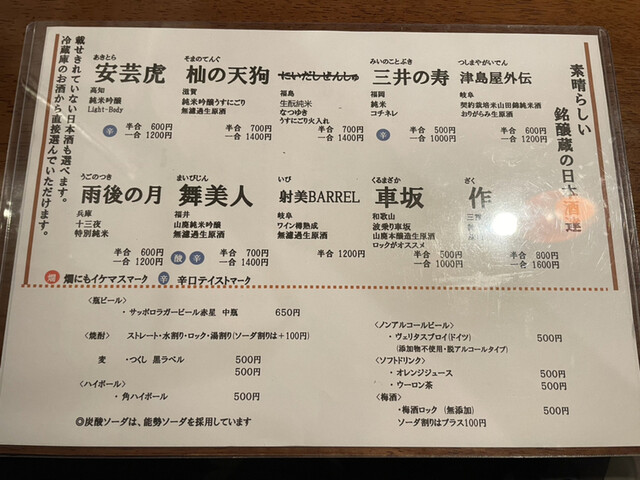 素晴らしい
銘醸蔵の日本酒達
載せきれていない日本酒も選べます。
冷蔵庫のお酒から直接選んでいただけます。
あきとら
安芸虎
高知
純米吟醸
Light-Body
辛
半合 600円
一合 1200円
そまのてんぐ
杣の天狗
滋賀
純米吟醸うすにごり
無濾過生原酒
半合 700円
一合 1400円
にいだしぜんしゅ
福島
生酛純米
なつゆき
うすにごり火入れ
半合 700円
一合 1400円
みいのことぶき
三井の寿
福岡
純米
コチネレ
辛
半合 500円
一合 1000円
つしまやがいでん
津島屋外伝
岐阜
契約栽培米山田錦純米酒
おりがらみ生原酒
半合 600円
一合 1200円
うごのつき
雨後の月
兵庫
十三夜
特別純米
半合 600円
一合 1200円
まいびじん
舞美人
福井
山廃純米吟醸
無濾過生原酒
酸 辛
半合 700円
一合 1400円
いび
射美BARREL
岐阜
ワイン樽熟成
無濾過生原酒
半合 1200円
くるまざか
車坂
和歌山
波乗り車坂
山廃本醸造生原酒
ロックがオススメ
半合 500円
一合 1000円
ざく
作
三
半合 800円
一合 1600円
燗 燗にもイケマスマーク 辛 辛口テイストマーク
<瓶ビール>
・サッポロラガービール赤星 中瓶 650円
<焼酎> ストレート・水割り・ロック・湯割り(ソーダ割りは+100円)
麦 ・つくし 黒ラベル 500円
500円
<ハイボール>
・角ハイボール 500円
◎炭酸ソーダは、能勢ソーダを採用しています
<ノンアルコールビール>
・ヴェリタスブロイ(ドイツ) 500円
(添加物不使用・脱アルコールタイプ)
<ソフトドリンク>
・オレンジジュース 500円
・ウーロン茶 500円
<梅酒>
・梅酒ロック (無添加) 500円
ソーダ割りはプラス100円